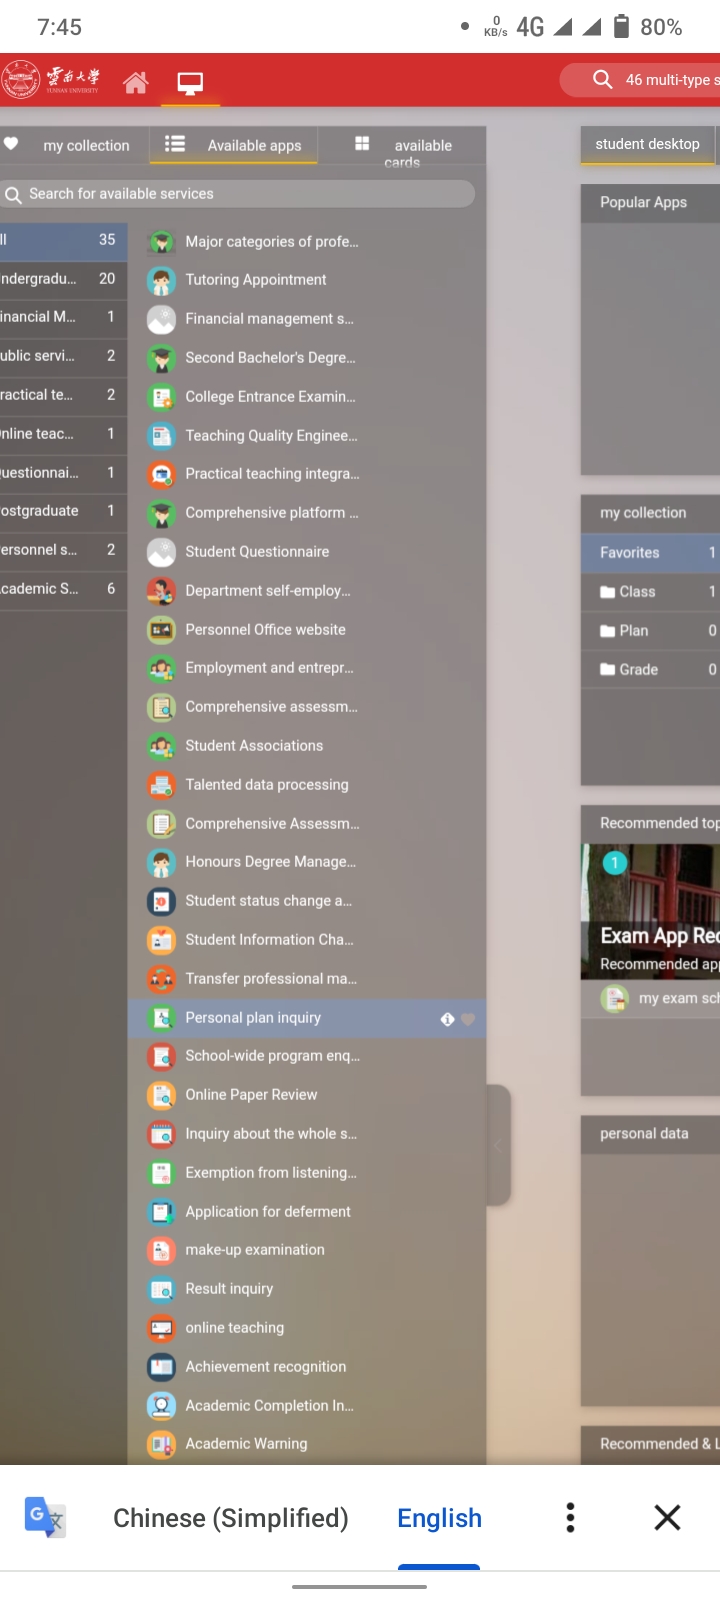 7:45
0
KB/s
4G
80%
雲南大學
YUNNAN UNIVERSITY
46 multi-type s
my collection
Available apps
available
cards
student desktop
Search for available services
ll 35
ndergradu... 20
inancial M... 1
ublic servi... 2
ractical te... 2
nline teac... 1
uestionnai... 1
ostgraduate 1
ersonnel s... 2
cademic S... 6
Major categories of profe...
Tutoring Appointment
Financial management s...
Second Bachelor's Degre...
College Entrance Examin...
Teaching Quality Enginee...
Practical teaching integra...
Comprehensive platform ...
Student Questionnaire
Department self-employ...
Personnel Office website
Employment and entrepr...
Comprehensive assessm...
Student Associations
Talented data processing
Comprehensive Assessm...
Honours Degree Manage...
Student status change a...
Student Information Cha...
Transfer professional ma...
Personal plan inquiry
School-wide program enq...
Online Paper Review
Inquiry about the whole s...
Exemption from listening...
Application for deferment
make-up examination
Result inquiry
online teaching
Achievement recognition
Academic Completion In...
Academic Warning
Popular Apps
my collection
Favorites 1
Class 1
Plan 0
Grade 0
Recommended top
1
Exam App Rec
Recommended app
my exam sch
personal data
Recommended & L
G 文
Chinese (Simplified)
English